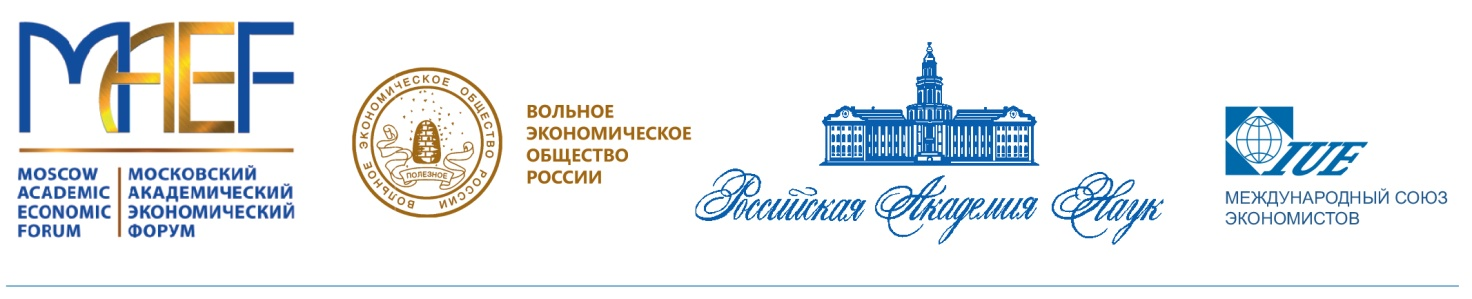 MAEF
MOSCOW
ACADEMIC
ECONOMIC
FORUM
МОСКОВСКИЙ
АКАДЕМИЧЕСКИЙ
ЭКОНОМИЧЕСКИЙ
ФОРУМ
ВОЛЬНОЕ ЭКОНОМИЧЕСКОЕ ОБЩЕСТВО РОССИИ
ПОЛЕЗНОЕ
ВОЛЬНОЕ
ЭКОНОМИЧЕСКОЕ
ОБЩЕСТВО
РОССИИ
Российская Академия Наук
IUE
МЕЖДУНАРОДНЫЙ СОЮЗ
ЭКОНОМИСТОВ